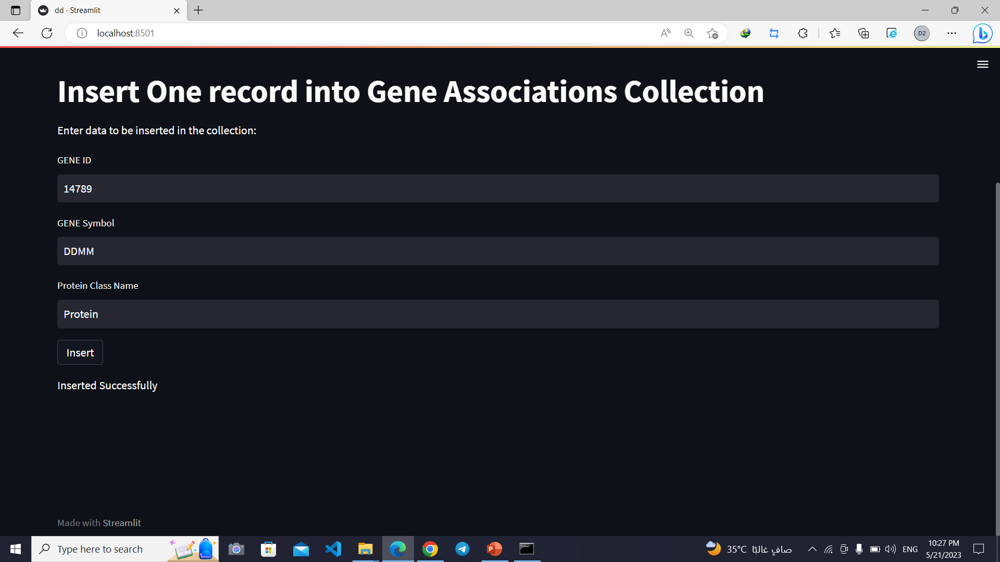 dd · Streamlit
localhost:8501
D2
Insert One record into Gene Associations Collection
Enter data to be inserted in the collection:
GENE ID
14789
GENE Symbol
DDMM
Protein Class Name
Protein
Insert
Inserted Successfully
Made with Streamlit
Type here to search
35°C صافٍ غالبًا
ENG
10:27 PM
5/21/2023